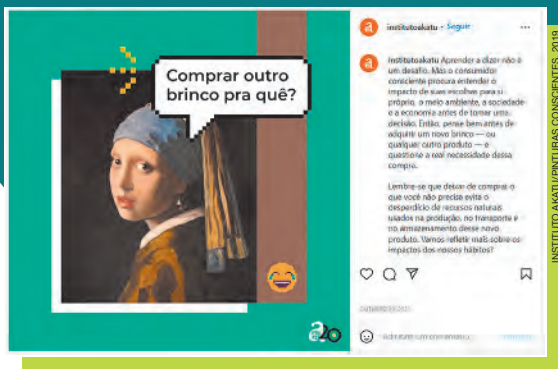 Comprar outro
brinco pra quê?
institutoakatu • Seguir
institutoakatu Aprender a dizer não é
um desafio. Mas o consumidor
consciente procura entender o
impacto de suas escolhas para si
próprio, o meio ambiente, a sociedade
e a economia antes de tomar uma
decisão. Então, pense bem antes de
adquirir um novo brinco — ou
qualquer outro produto — e
questione a real necessidade dessa
compra.
Lembre-se que deixar de comprar o
que você não precisa evita o
desperdício de recursos naturais
usados na produção, no transporte e
no armazenamento desse novo
produto. Vamos refletir mais sobre os
impactos dos nossos hábitos?
INSTITUTO AKATU/PINTURAS CONSCIENTES, 2019